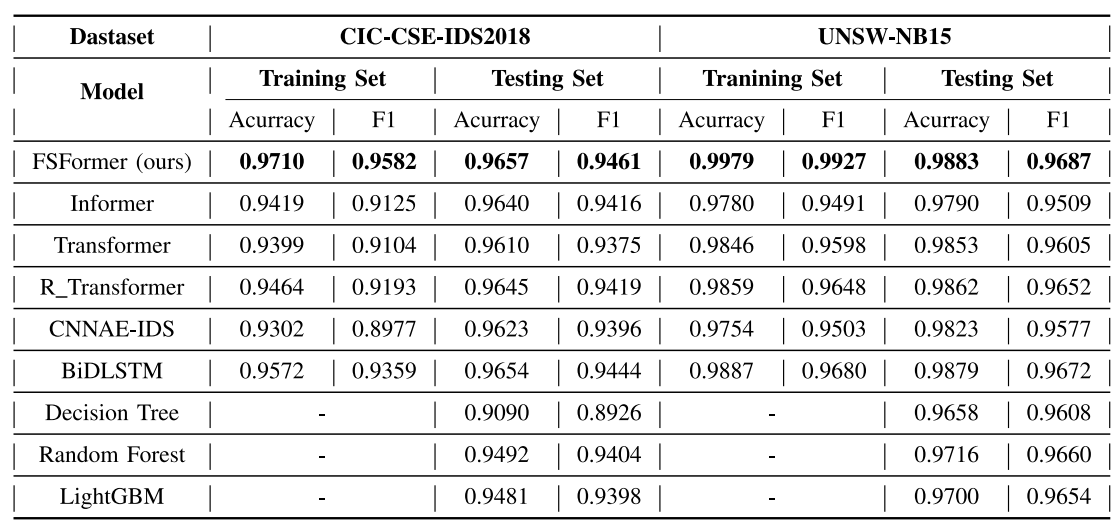 Dastaset CIC-CSE-IDS2018 UNSW-NB15
Model Training Set Testing Set Tranining Set Testing Set
Acurracy F1 Acurracy F1 Acurracy F1 Acurracy F1
FSFormer (ours) 0.9710 0.9582 0.9657 0.9461 0.9979 0.9927 0.9883 0.9687
Informer 0.9419 0.9125 0.9640 0.9416 0.9780 0.9491 0.9790 0.9509
Transformer 0.9399 0.9104 0.9610 0.9375 0.9846 0.9598 0.9853 0.9605
R_Transformer 0.9464 0.9193 0.9645 0.9419 0.9859 0.9648 0.9862 0.9652
CNNAE-IDS 0.9302 0.8977 0.9623 0.9396 0.9754 0.9503 0.9823 0.9577
BiDLSTM 0.9572 0.9359 0.9654 0.9444 0.9887 0.9680 0.9879 0.9672
Decision Tree - 0.9090 0.8926 - 0.9658 0.9608
Random Forest - 0.9492 0.9404 - 0.9716 0.9660
LightGBM - 0.9481 0.9398 - 0.9700 0.9654